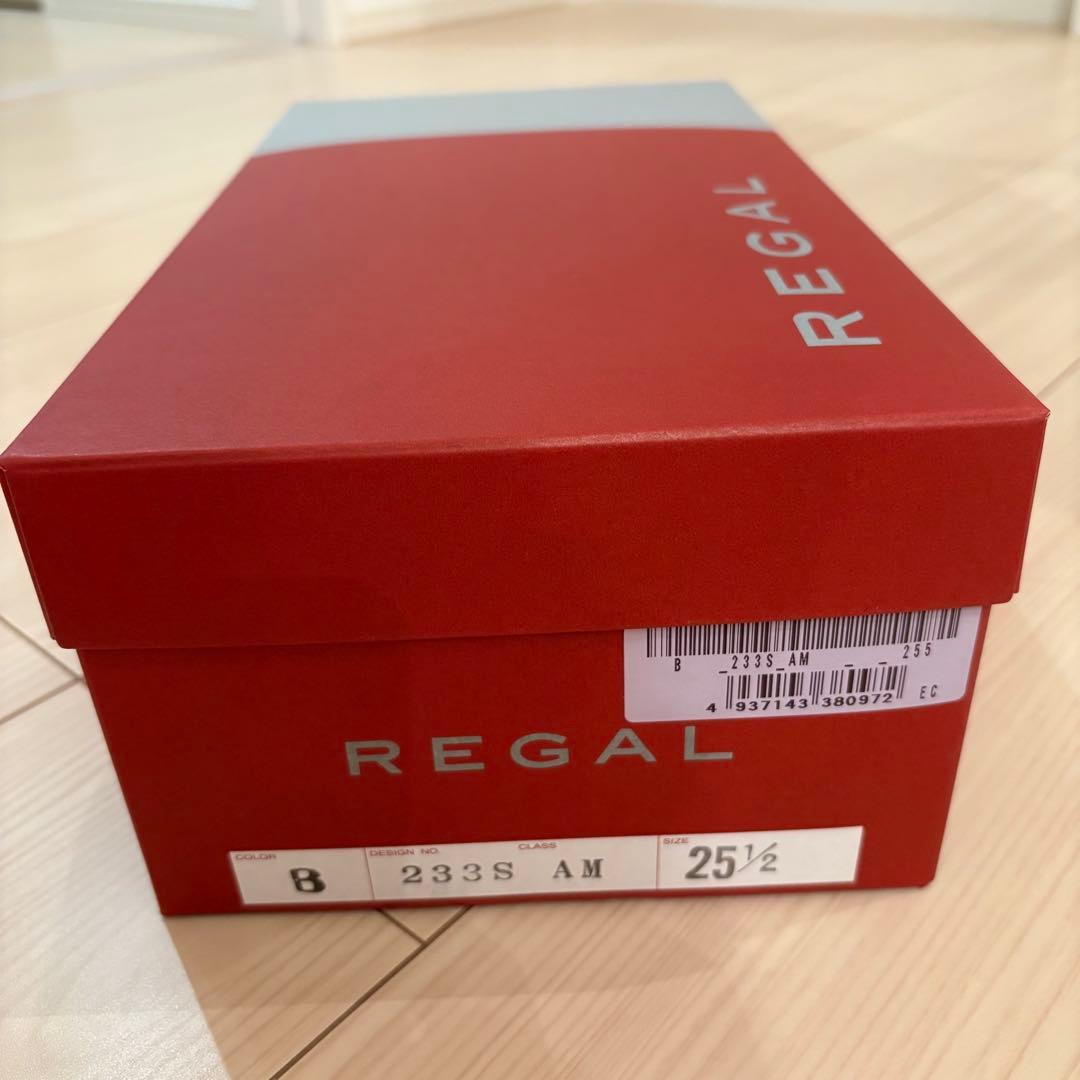 REGAL
B _233S_AM _ _ 255
4 937143 380972 EC
REGAL
COLOR DESIGN NO. CLASS SIZE
B 233S AM 25½